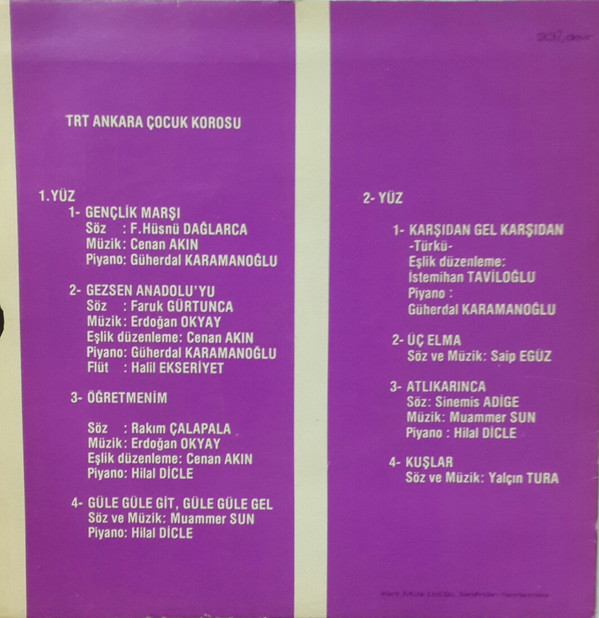 TRT ANKARA ÇOCUK KOROSU
1.YÜZ
1- GENÇLİK MARŞI
Söz : F.Hüsnü DAĞLARCA
Müzik: Cenan AKIN
Piyano: Güherdal KARAMANOĞLU
2- GEZSEN ANADOLU'YU
Söz : Faruk GÜRTUNCA
Müzik: Erdoğan OKYAY
Eşlik düzenleme: Cenan AKIN
Piyano: Güherdal KARAMANOĞLU
Flüt : Halil EKSERİYET
3- ÖĞRETMENİM
Söz : Rakım ÇALAPALA
Müzik: Erdoğan OKYAY
Eşlik düzenleme: Cenan AKIN
Piyano: Hilal DİCLE
4- GÜLE GÜLE GİT, GÜLE GÜLE GEL
Söz ve Müzik: Muammer SUN
Piyano: Hilal DİCLE
2- YÜZ
1- KARŞIDAN GEL KARŞIDAN
-Türkü-
Eşlik düzenleme:
İstemihan TAVİLOĞLU
Piyano :
Güherdal KARAMANOĞLU
2- ÜÇ ELMA
Söz ve Müzik: Saip EGÜZ
3- ATLIKARINCA
Söz: Sinemis ADİGE
Müzik: Muammer SUN
Piyano : Hilal DİCLE
4- KUŞLAR
Söz ve Müzik: Yalçın TURA